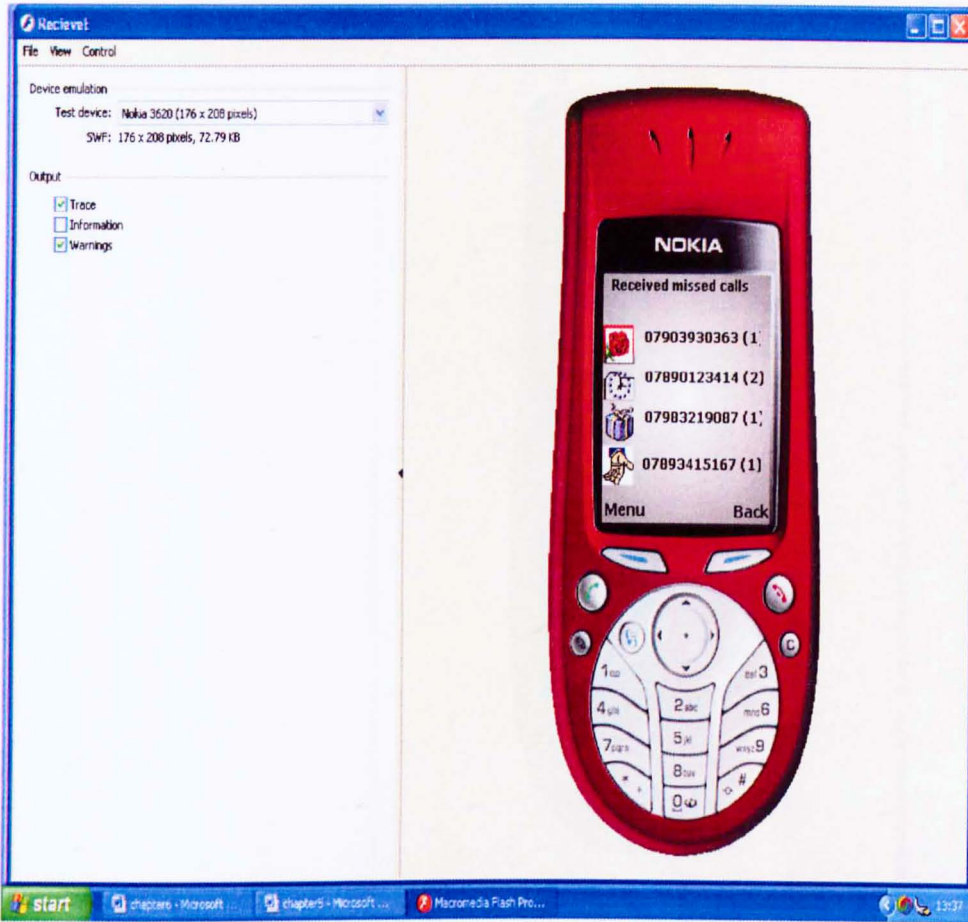 Recievet
File View Control
Device emulation
Test device: Nokia 3620 (176 x 208 pixels)
SWF: 176 x 208 pixels, 72.79 KB
Output
Trace
Information
Warnings
NOKIA
Received missed calls
07903930363 (1)
07890123414 (2)
07983219087 (1)
07893415167 (1)
Menu Back
C
1 3
4 2 abc 6
7 5 9
8
0 #
start chapter6 - Microsoft ... chapter5 - Microsoft ... Macromedia Flash Pro... 13:37